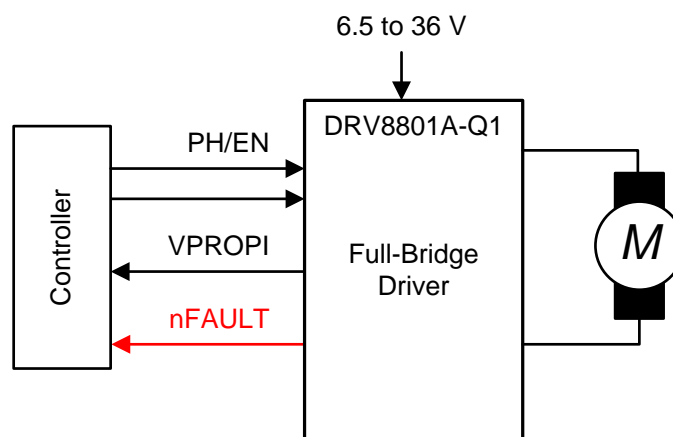 6.5 to 36 V
DRV8801A-Q1
PH/EN
Controller
VPROPI
Full-Bridge
Driver
M
nFAULT